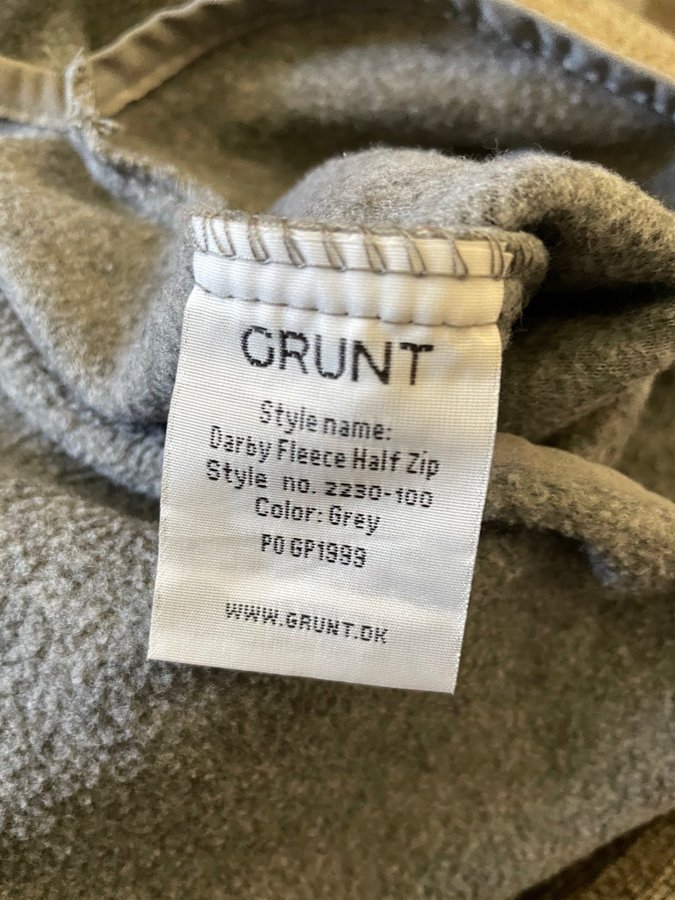 GRUNT
Style name:
Darby Fleece Half Zip
Style no. 2230-100
Color: Grey
PO GP1999
WWW.GRUNT.DK